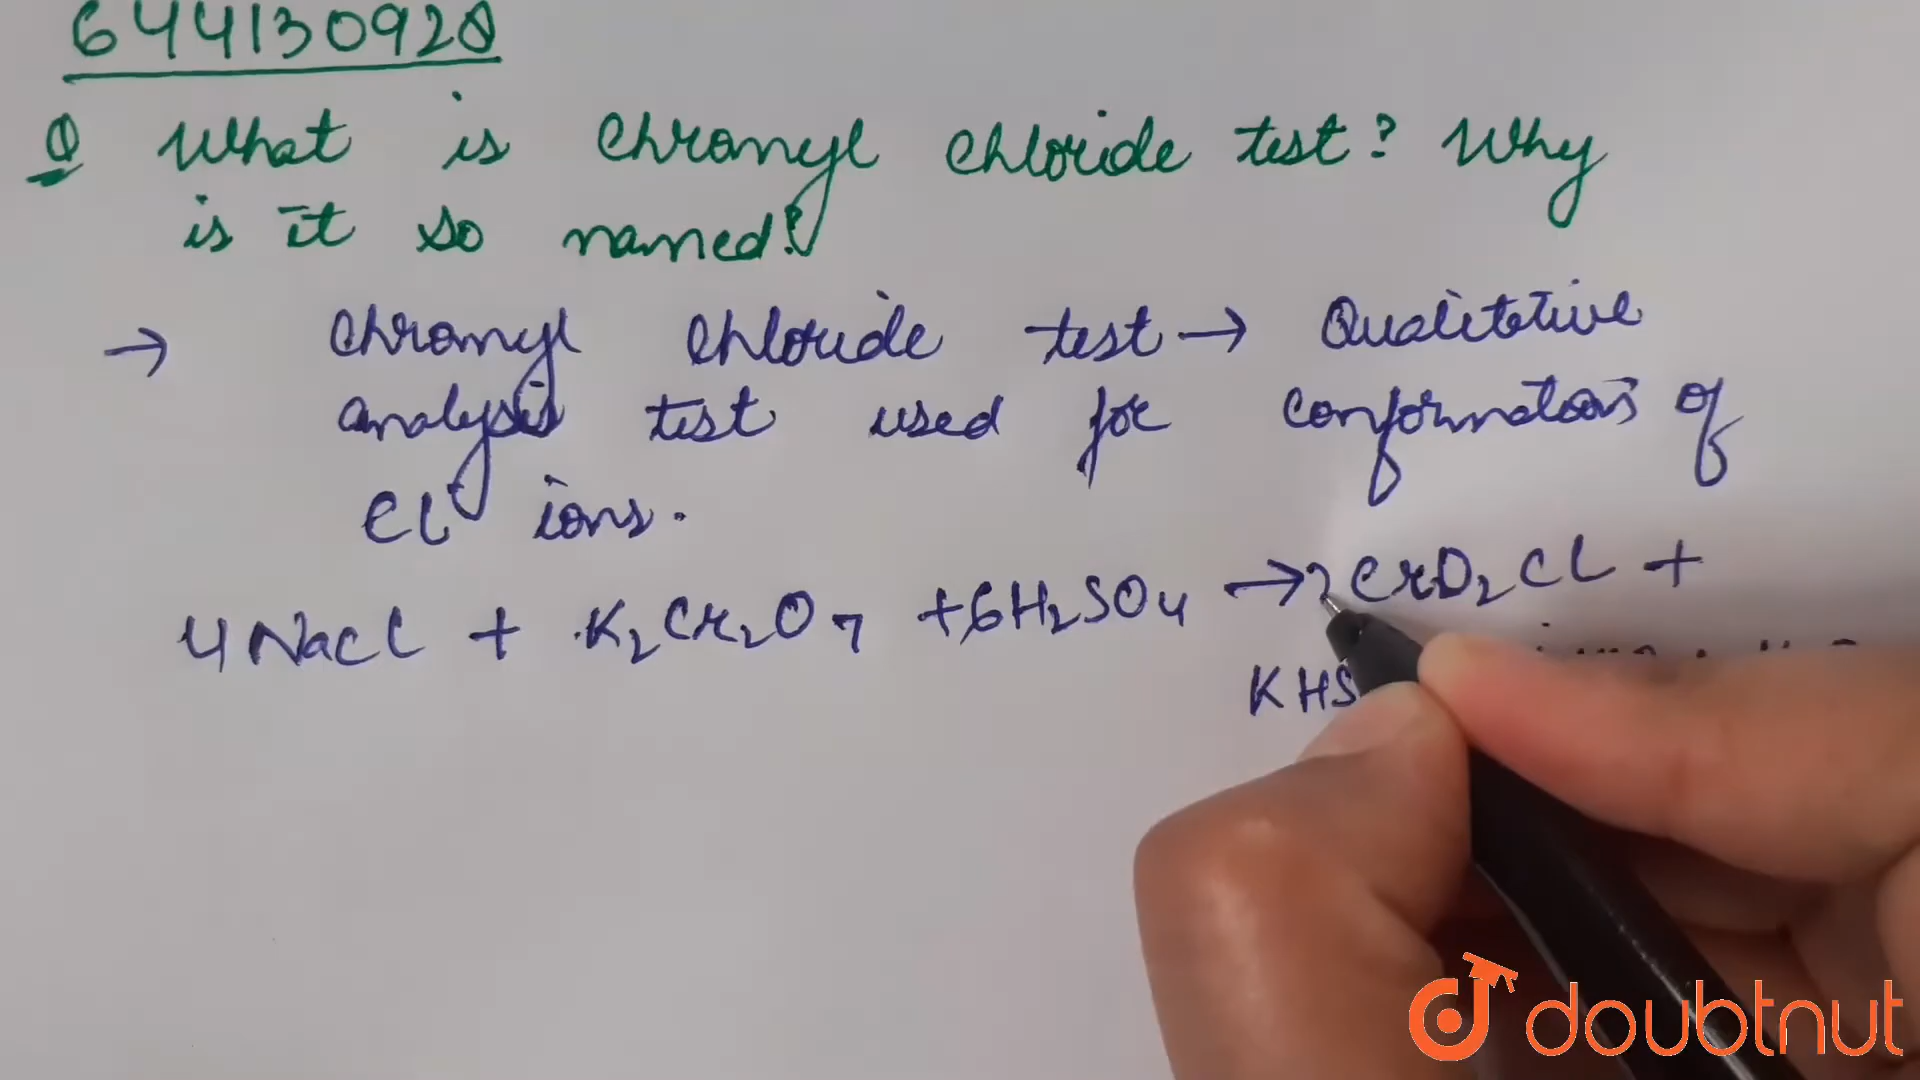 644130928
Q What is chromyl chloride test? Why
is it so named?
→ Chromyl chloride test → Qualitative
analysis test used for conformation of
Cl⁻ ions.
4NaCl + K₂Cr₂O₇ + 6H₂SO₄ → 2CrO₂Cl +
KHS
doubtnut